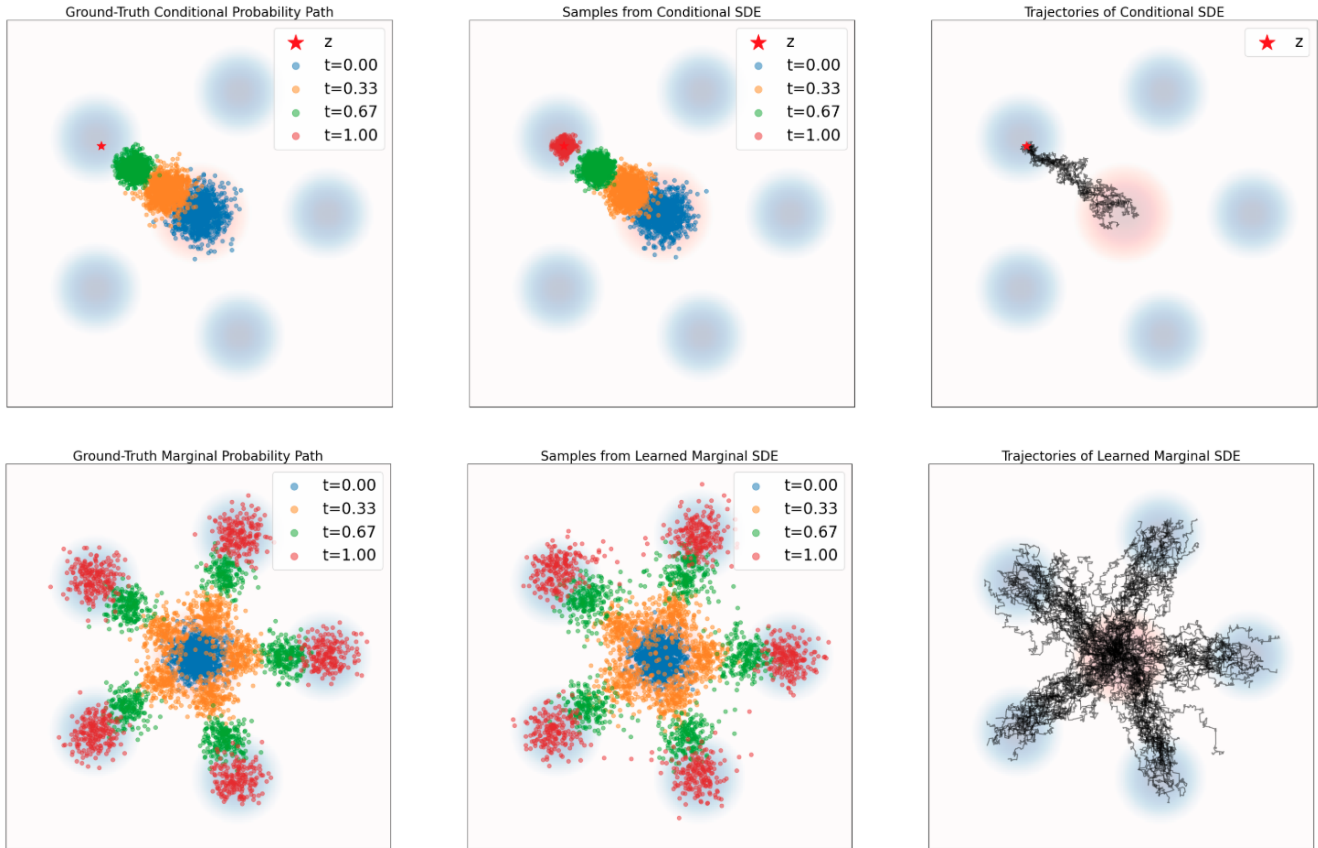 Ground-Truth Conditional Probability Path
z
t=0.00
t=0.33
t=0.67
t=1.00
Samples from Conditional SDE
z
t=0.00
t=0.33
t=0.67
t=1.00
Trajectories of Conditional SDE
z
Ground-Truth Marginal Probability Path
t=0.00
t=0.33
t=0.67
t=1.00
Samples from Learned Marginal SDE
t=0.00
t=0.33
t=0.67
t=1.00
Trajectories of Learned Marginal SDE